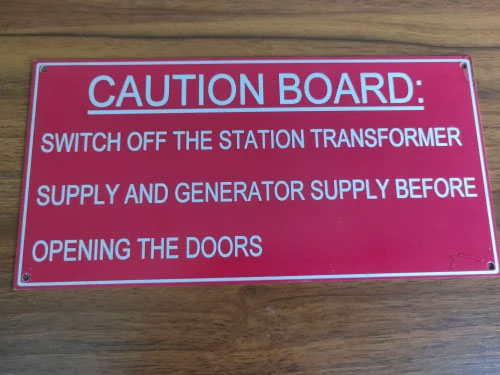 CAUTION BOARD:
SWITCH OFF THE STATION TRANSFORMER
SUPPLY AND GENERATOR SUPPLY BEFORE
OPENING THE DOORS